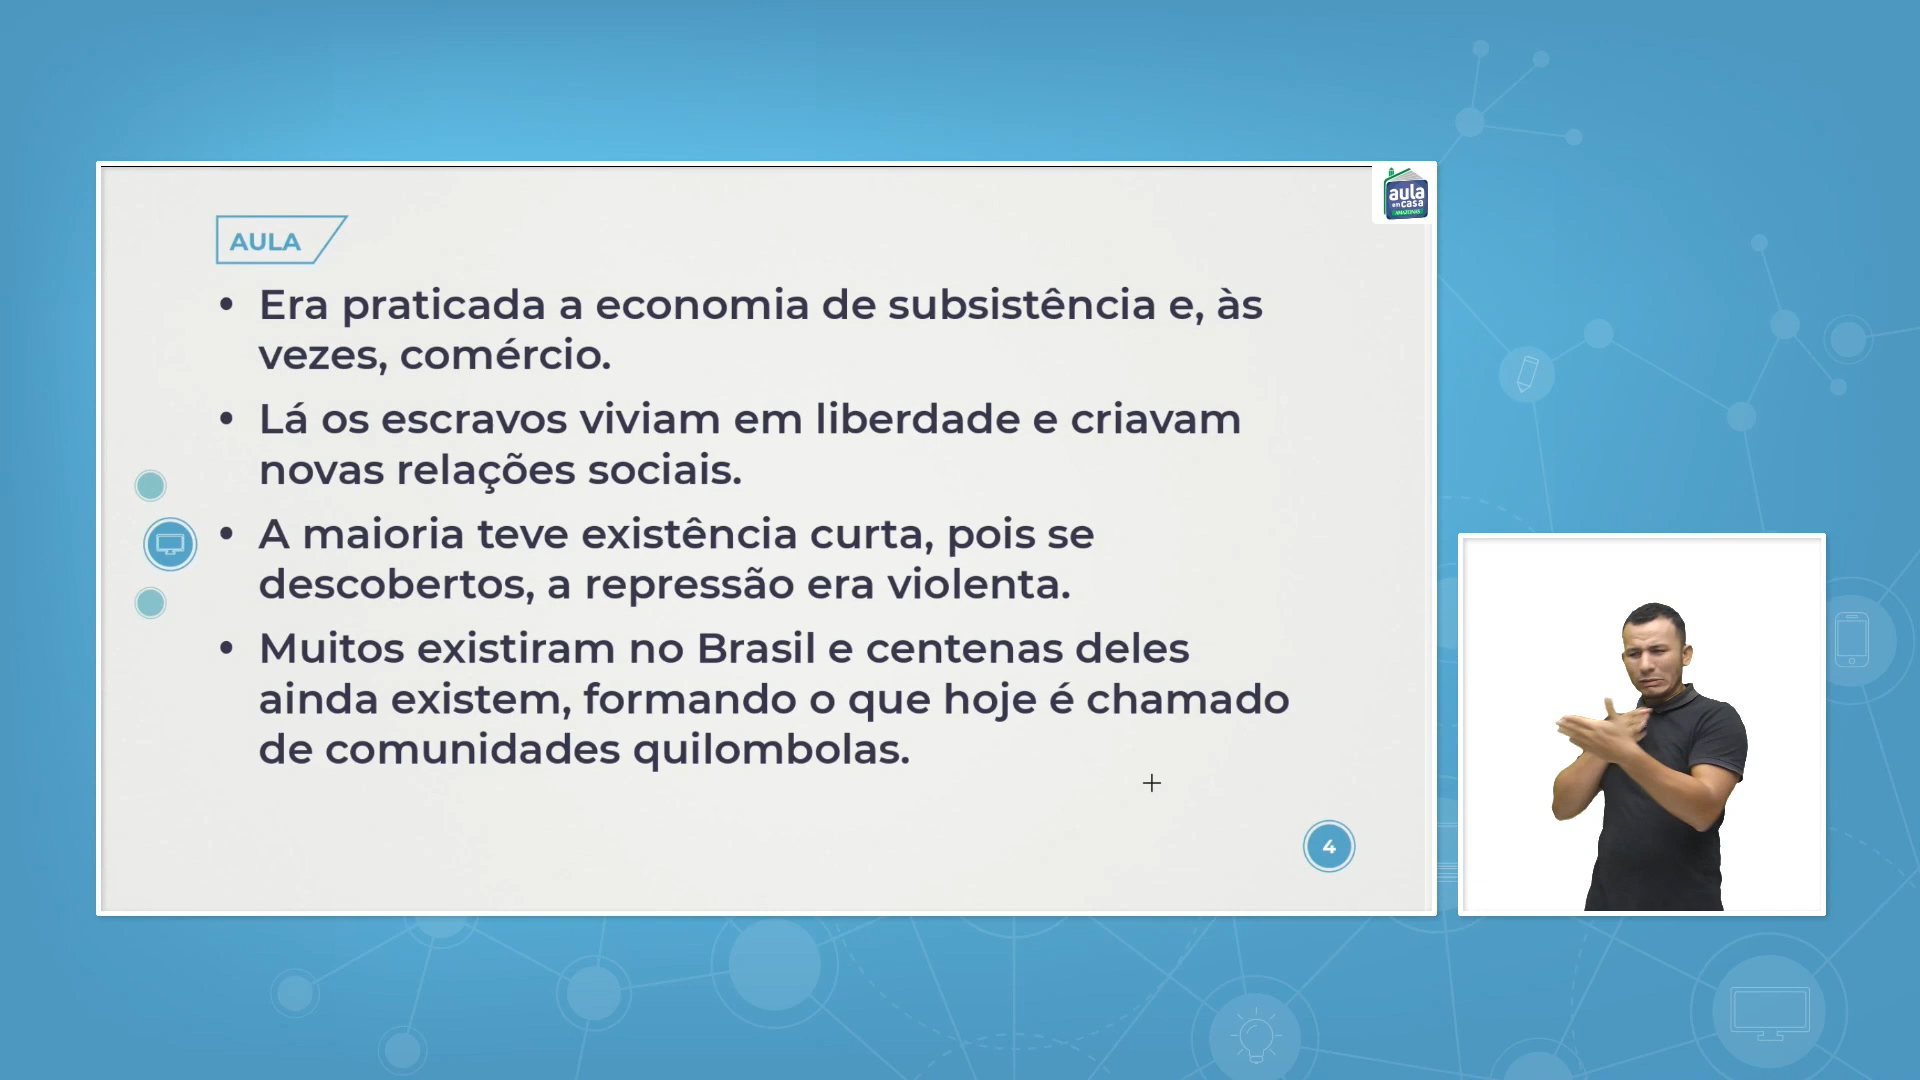 aula
em casa
AMAZONAS
AULA
• Era praticada a economia de subsistência e, às
vezes, comércio.
• Lá os escravos viviam em liberdade e criavam
novas relações sociais.
• A maioria teve existência curta, pois se
descobertos, a repressão era violenta.
• Muitos existiram no Brasil e centenas deles
ainda existem, formando o que hoje é chamado
de comunidades quilombolas.
4